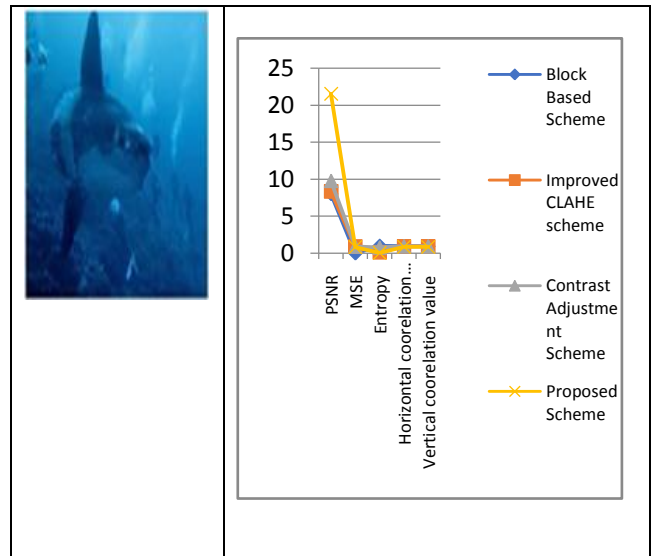 25
20
15
10
5
0
PSNR
MSE
Entropy
Horizontal coorelation...
Vertical coorelation value
Block
Based
Scheme
Improved
CLAHE
scheme
Contrast
Adjustme
nt
Scheme
Proposed
Scheme